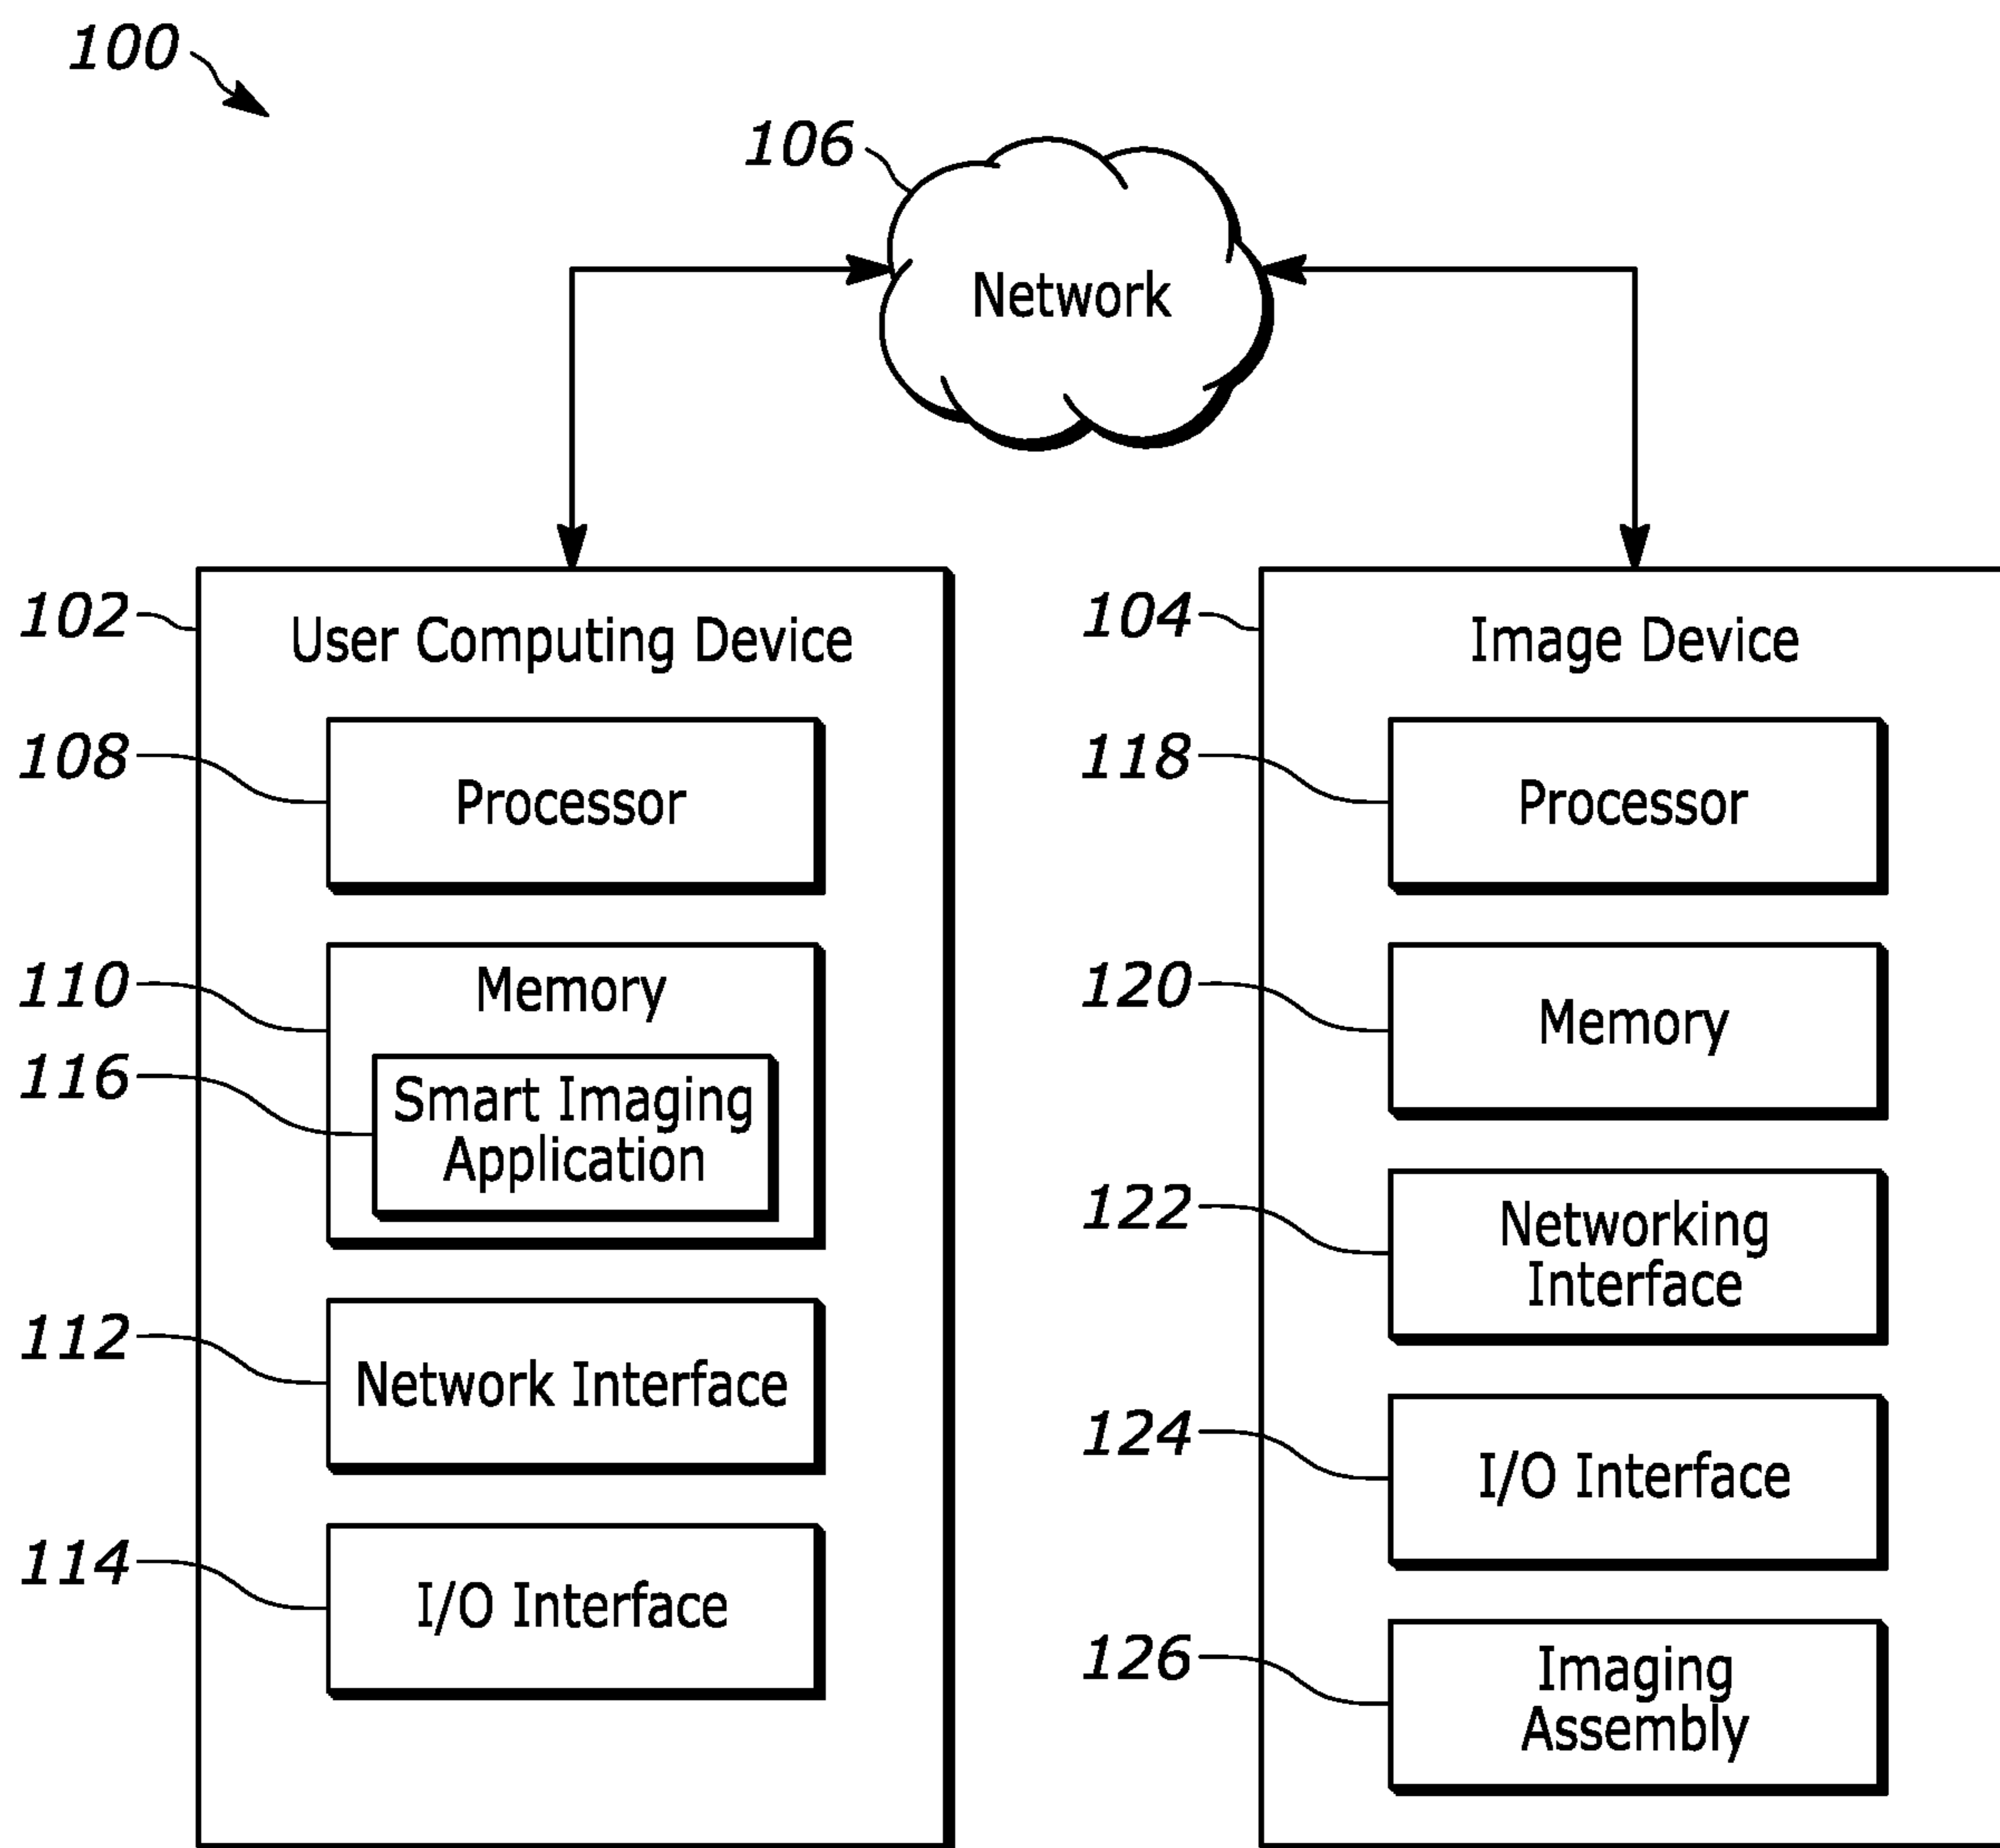 100
106
Network
102
User Computing Device
108
Processor
110
Memory
116
Smart Imaging
Application
112
Network Interface
114
I/O Interface
104
Image Device
118
Processor
120
Memory
122
Networking
Interface
124
I/O Interface
126
Imaging
Assembly